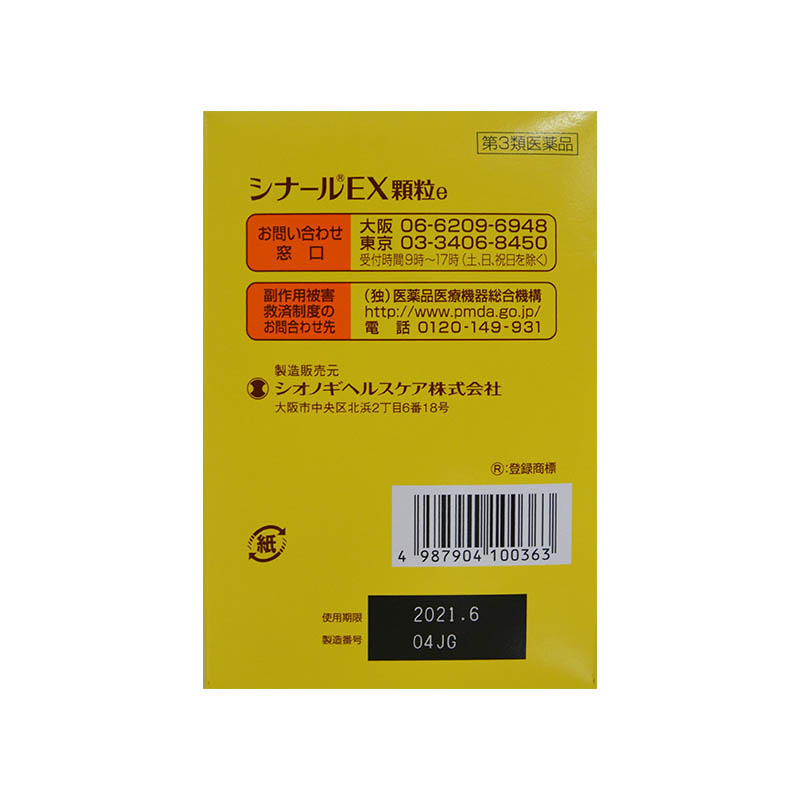 第3類医薬品
シナール®EX顆粒e
お問い合わせ
窓口
大阪 06-6209-6948
東京 03-3406-8450
受付時間9時〜17時(土、日、祝日を除く)
副作用被害
救済制度の
お問合わせ先
(独)医薬品医療機器総合機構
http://www.pmda.go.jp/
電話 0120-149-931
製造販売元
シオノギヘルスケア株式会社
大阪市中央区北浜2丁目6番18号
®:登録商標
紙
4 987904 100363
使用期限 2021.6
製造番号 04JG